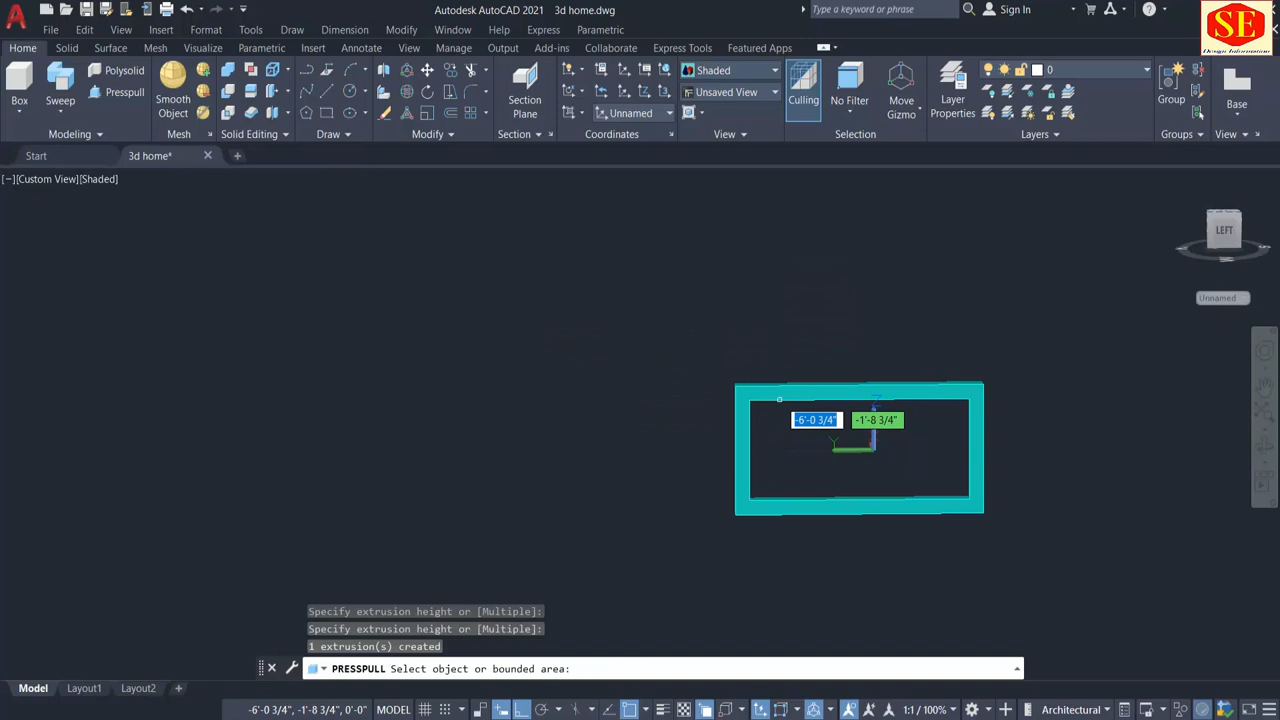 Autodesk AutoCAD 2021 3d home.dwg
Type a keyword or phrase
Sign In
SE
Design Information
File Edit View Insert Format Tools Draw Dimension Modify Window Help Express Parametric
Home Solid Surface Mesh Visualize Parametric Insert Annotate View Manage Output Add-ins Collaborate Express Tools Featured Apps
Box
Sweep
Polysolid
Presspull
Smooth
Object
Section
Plane
Unnamed
Shaded
Unsaved View
Culling
No Filter
Move
Gizmo
Layer
Properties
0
Group
Base
Modeling
Mesh
Solid Editing
Draw
Modify
Section
Coordinates
View
Selection
Layers
Groups
View
Start
3d home*
[−][Custom View][Shaded]
LEFT
Unnamed
Z
-6'-0 3/4"
-1'-8 3/4"
Y
Specify extrusion height or [Multiple]:
Specify extrusion height or [Multiple]:
1 extrusion(s) created
PRESSPULL Select object or bounded area:
Model Layout1 Layout2
-6'-0 3/4", -1'-8 3/4", 0'-0" MODEL
1:1 / 100%
Architectural